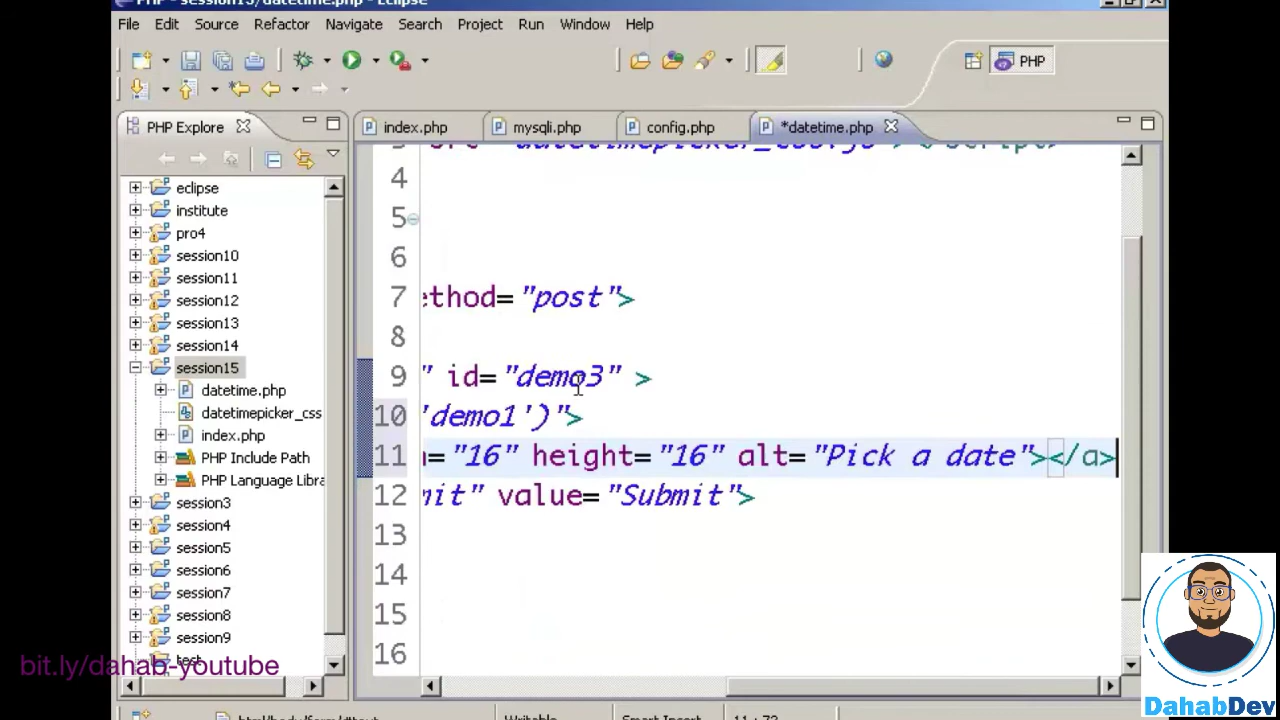 PHP - session15/datetime.php - Eclipse
File Edit Source Refactor Navigate Search Project Run Window Help
PHP
PHP Explore
index.php mysqli.php config.php *datetime.php
eclipse
institute
pro4
session10
session11
session12
session13
session14
session15
datetime.php
datetimepicker_css
index.php
PHP Include Path
PHP Language Libra
session3
session4
session5
session6
session7
session8
session9
test
4
5
6
7 ethod="post">
8
9 " id="demo3" >
10 'demo1')">
11 ="16" height="16" alt="Pick a date"></a>
12 mit" value="Submit">
13
14
15
16
bit.ly/dahab-youtube
DahabDev